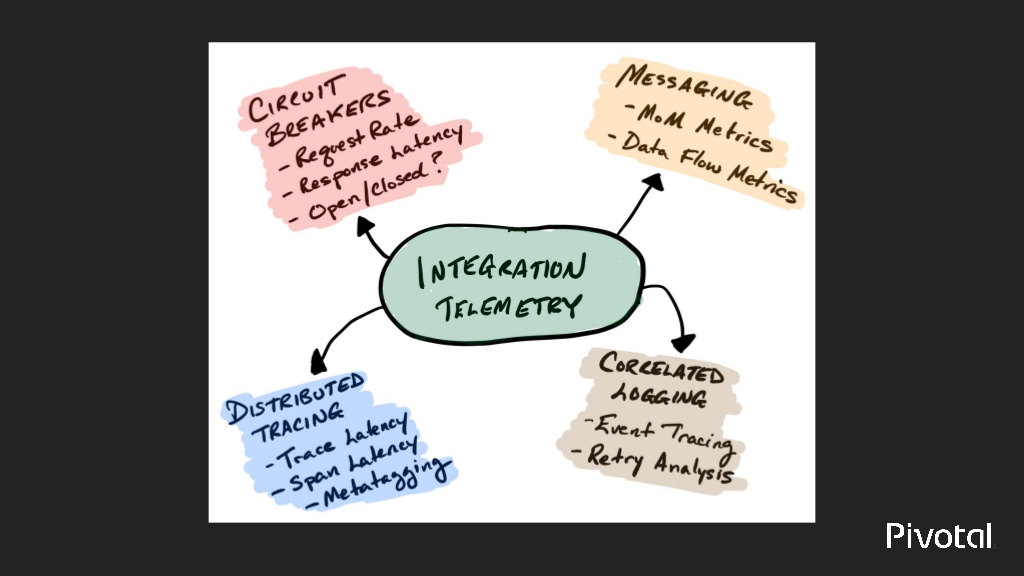 CIRCUIT
BREAKERS
- Request Rate
- Response Latency
- Open/Closed?
MESSAGING
- MoM Metrics
- Data Flow Metrics
INTEGRATION
TELEMETRY
DISTRIBUTED
TRACING
- Trace Latency
- Span Latency
- Metatagging
CORRELATED
LOGGING
- Event Tracing
- Retry Analysis
Pivotal